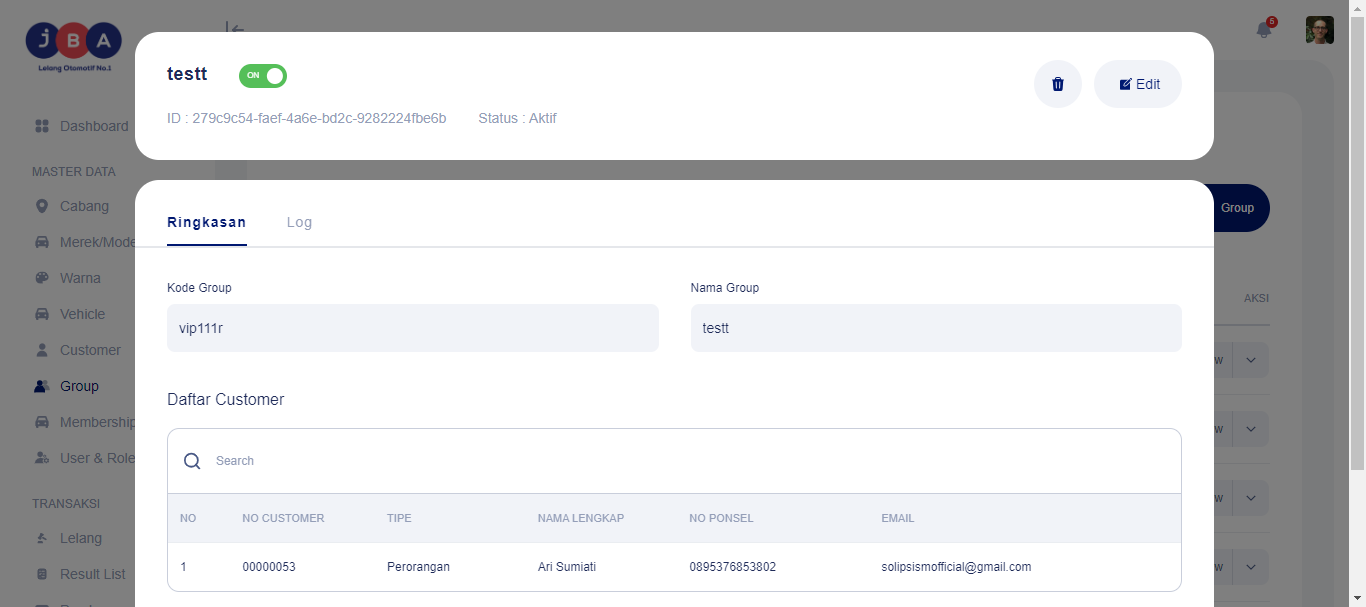 JBA
Lelang Otomotif No.1
5
testt
ON
Edit
ID : 279c9c54-faef-4a6e-bd2c-9282224fbe6b
Status : Aktif
Dashboard
MASTER DATA
Cabang
Merek/Mode
Warna
Vehicle
Customer
Group
Membership
User & Role
TRANSAKSI
Lelang
Result List
Group
AKSI
w
w
w
w
Ringkasan
Log
Kode Group
Nama Group
vip111r
testt
Daftar Customer
Search
NO NO CUSTOMER TIPE NAMA LENGKAP NO PONSEL EMAIL
1 00000053 Perorangan Ari Sumiati 0895376853802 solipsismofficial@gmail.com